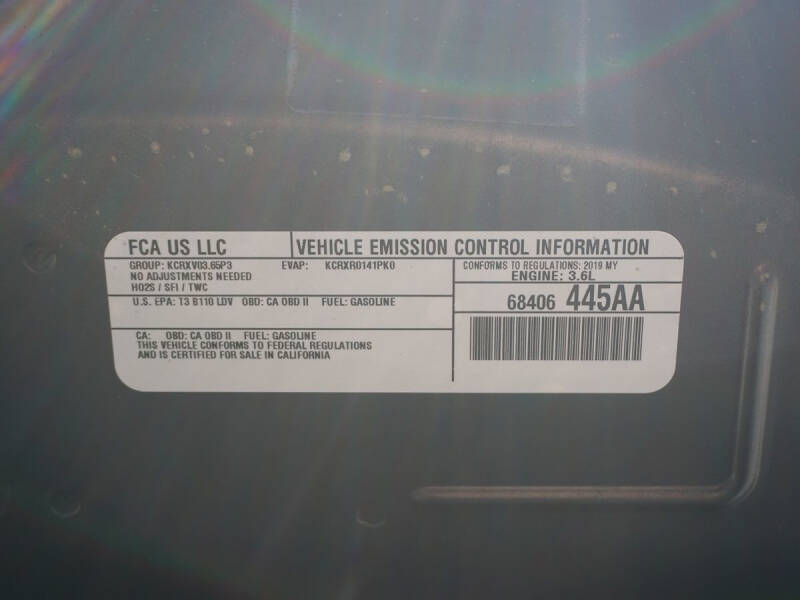 FCA US LLC VEHICLE EMISSION CONTROL INFORMATION
GROUP: KCRXV03.65P3 EVAP: KCRXR0141PK0
NO ADJUSTMENTS NEEDED
HO2S / SFI / TWC
U.S. EPA: T3 B110 LDV OBD: CA OBD II FUEL: GASOLINE
CA: OBD: CA OBD II FUEL: GASOLINE
THIS VEHICLE CONFORMS TO FEDERAL REGULATIONS
AND IS CERTIFIED FOR SALE IN CALIFORNIA
CONFORMS TO REGULATIONS: 2019 MY
ENGINE: 3.6L
68406 445AA